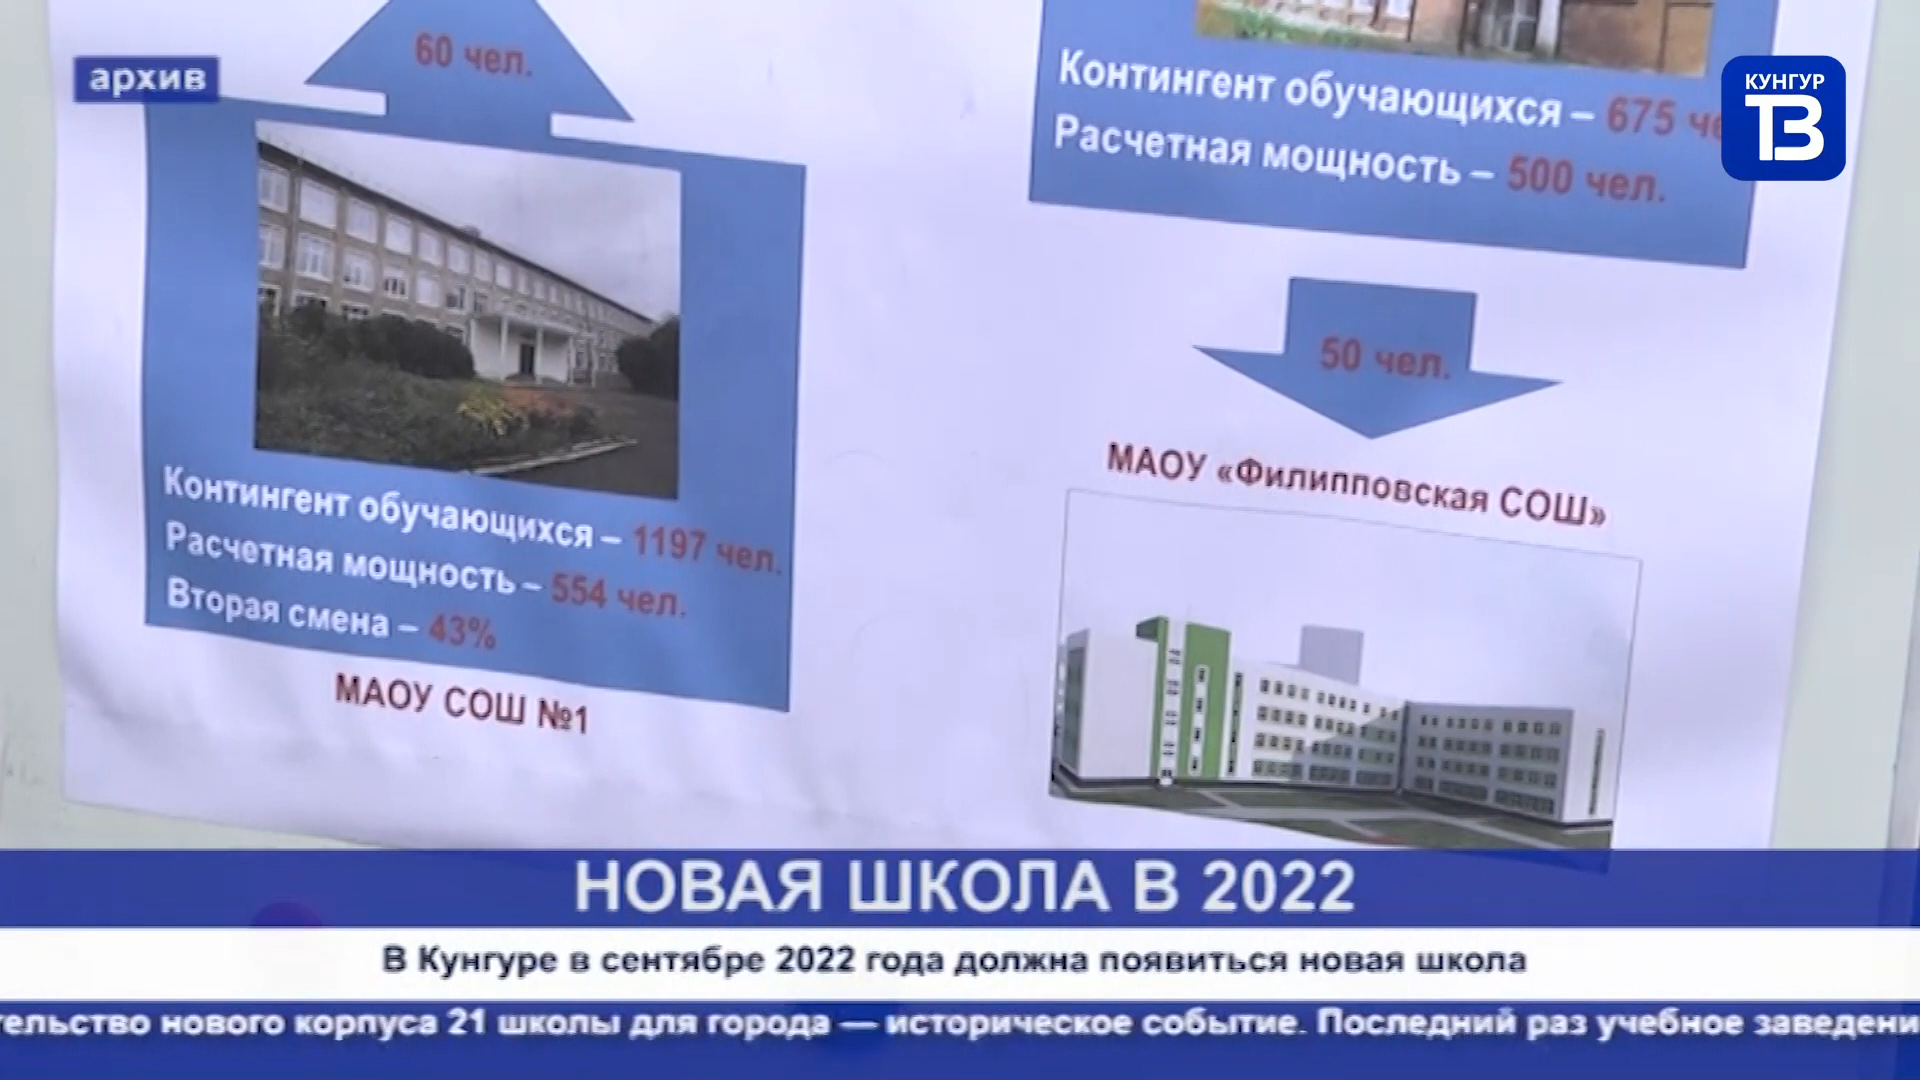 архив
60 чел.
КУНГУР
ТВ
Контингент обучающихся – 675
Расчетная мощность – 500 чел.
50 чел.
МАОУ «Филипповская СОШ»
Контингент обучающихся – 1197 чел.
Расчетная мощность – 554 чел.
Вторая смена – 43%
МАОУ СОШ №1
НОВАЯ ШКОЛА В 2022
В Кунгуре в сентябре 2022 года должна появиться новая школа
тельство нового корпуса 21 школы для города — историческое событие. Последний раз учебное заведени